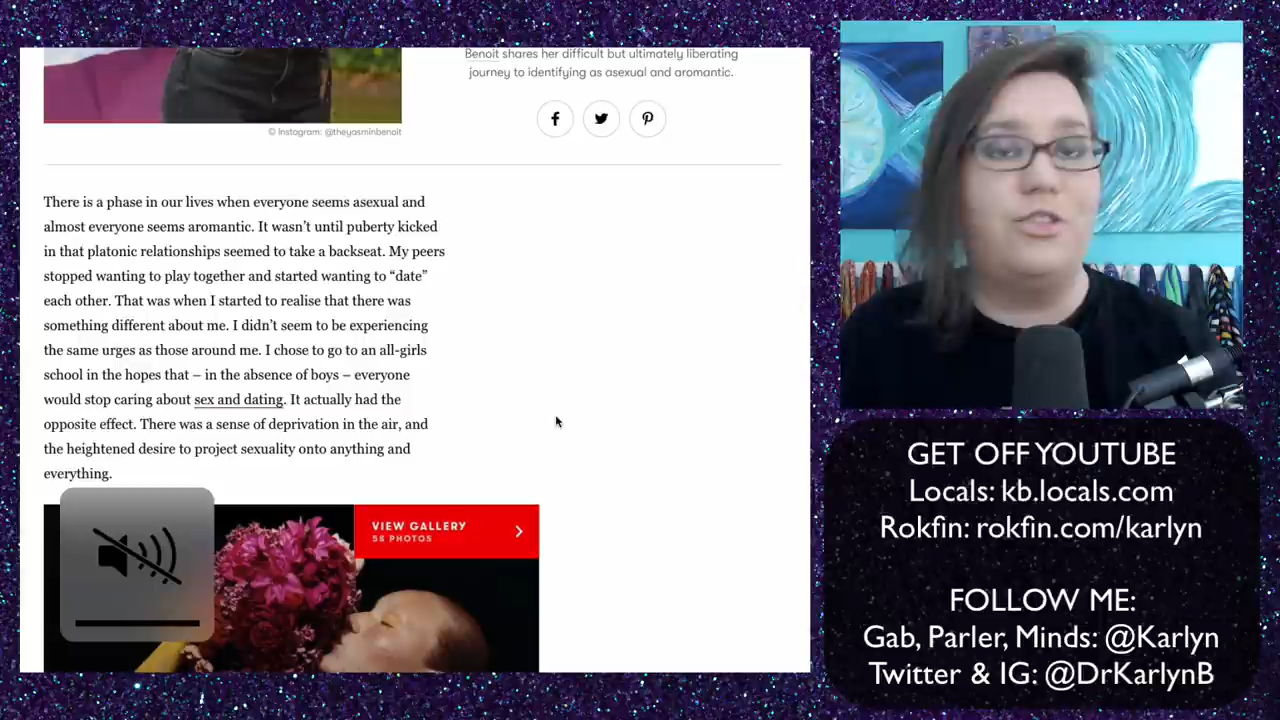 Benoit shares her difficult but ultimately liberating
journey to identifying as asexual and aromantic.
© Instagram: @theyasminbenoit
There is a phase in our lives when everyone seems asexual and
almost everyone seems aromantic. It wasn’t until puberty kicked
in that platonic relationships seemed to take a backseat. My peers
stopped wanting to play together and started wanting to “date”
each other. That was when I started to realise that there was
something different about me. I didn’t seem to be experiencing
the same urges as those around me. I chose to go to an all-girls
school in the hopes that – in the absence of boys – everyone
would stop caring about sex and dating. It actually had the
opposite effect. There was a sense of deprivation in the air, and
the heightened desire to project sexuality onto anything and
everything.
VIEW GALLERY
58 PHOTOS
GET OFF YOUTUBE
Locals: kb.locals.com
Rokfin: rokfin.com/karlyn
FOLLOW ME:
Gab, Parler, Minds: @Karlyn
Twitter & IG: @DrKarlynB